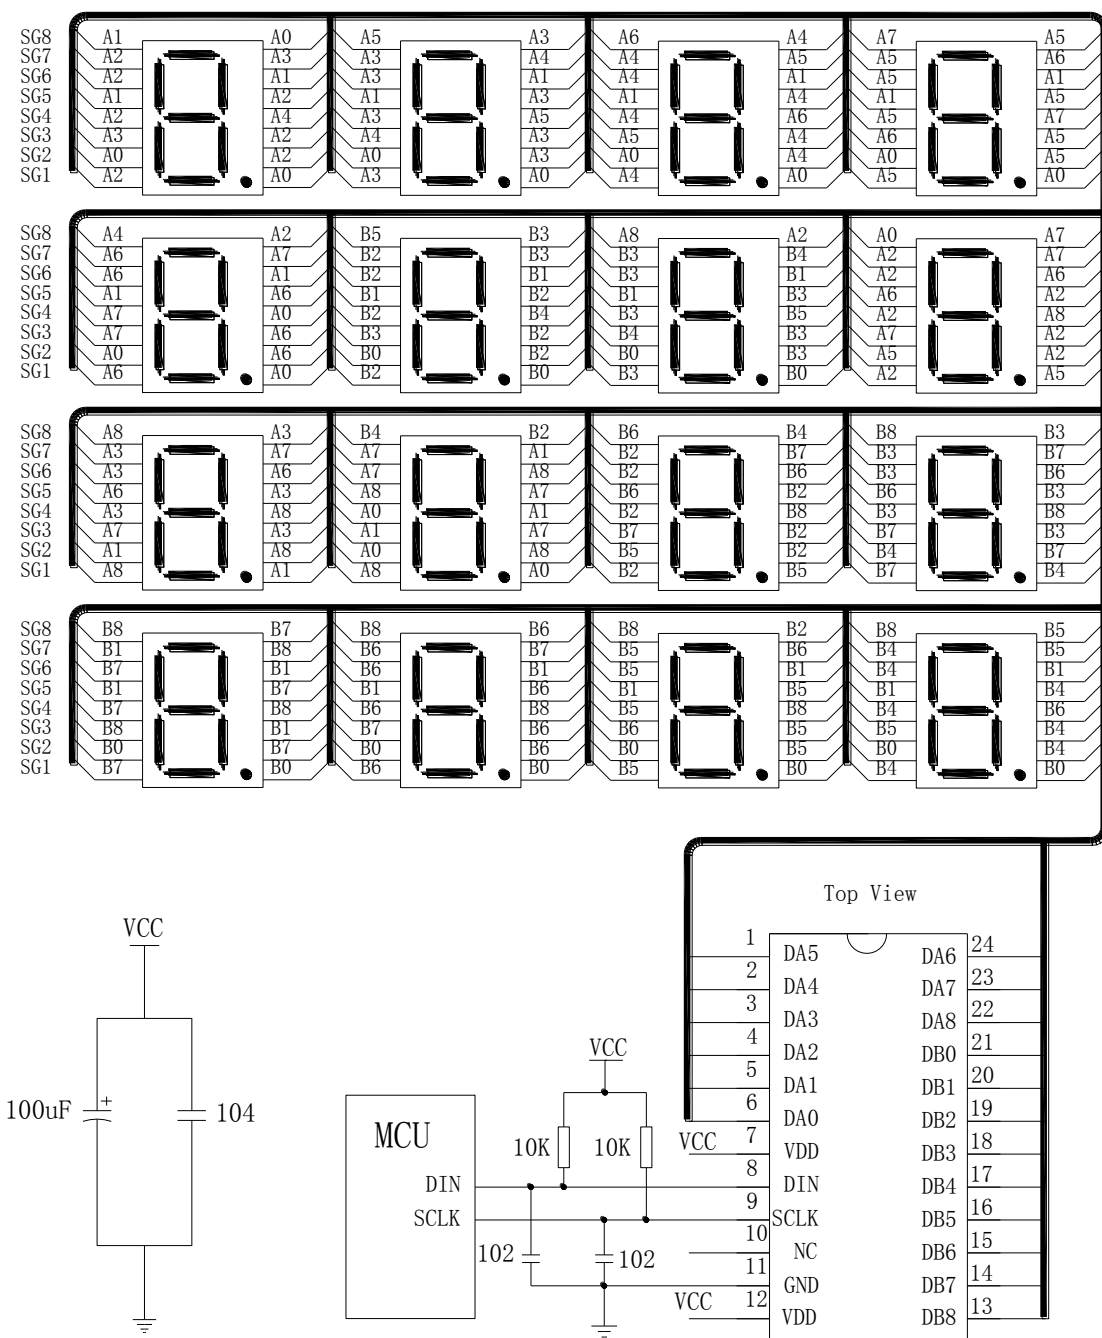 SG8 A1 A0 A5 A3 A6 A4 A7 A5
SG7 A2 A3 A3 A4 A4 A5 A5 A6
SG6 A2 A1 A3 A1 A4 A1 A5 A1
SG5 A1 A2 A1 A3 A1 A4 A1 A5
SG4 A2 A4 A3 A5 A4 A6 A5 A7
SG3 A3 A2 A4 A3 A5 A4 A6 A5
SG2 A0 A2 A0 A3 A0 A4 A0 A5
SG1 A2 A0 A3 A0 A4 A0 A5 A0
SG8 A4 A2 B5 B3 A8 A2 A0 A7
SG7 A6 A7 B2 B3 B3 B4 A2 A7
SG6 A6 A1 B2 B1 B3 B1 A2 A6
SG5 A1 A6 B1 B2 B1 B3 A6 A2
SG4 A7 A0 B2 B4 B3 B5 A2 A8
SG3 A7 A6 B3 B2 B4 B3 A7 A2
SG2 A0 A6 B0 B2 B0 B3 A5 A2
SG1 A6 A0 B2 B0 B3 B0 A2 A5
SG8 A8 A3 B4 B2 B6 B4 B8 B3
SG7 A3 A7 A7 A1 B2 B7 B3 B7
SG6 A3 A6 A7 A8 B2 B6 B3 B6
SG5 A6 A3 A8 A7 B6 B2 B6 B3
SG4 A3 A8 A0 A1 B2 B8 B3 B8
SG3 A7 A3 A1 A7 B7 B2 B7 B3
SG2 A1 A8 A0 A8 B5 B2 B4 B7
SG1 A8 A1 A8 A0 B2 B5 B7 B4
SG8 B8 B7 B8 B6 B8 B2 B8 B5
SG7 B1 B8 B6 B7 B5 B6 B4 B5
SG6 B7 B1 B6 B1 B5 B1 B4 B1
SG5 B1 B7 B1 B6 B1 B5 B1 B4
SG4 B7 B8 B6 B8 B5 B8 B4 B6
SG3 B8 B1 B7 B6 B6 B5 B5 B4
SG2 B0 B7 B0 B6 B0 B5 B0 B4
SG1 B7 B0 B6 B0 B5 B0 B4 B0
Top View
VCC
100uF + 104
MCU
DIN
SCLK
VCC
10K 10K
102 102
1 DA5 DA6 24
2 DA4 DA7 23
3 DA3 DA8 22
4 DA2 DB0 21
5 DA1 DB1 20
6 DA0 DB2 19
VCC 7 VDD DB3 18
8 DIN DB4 17
9 SCLK DB5 16
10 NC DB6 15
11 GND DB7 14
VCC 12 VDD DB8 13